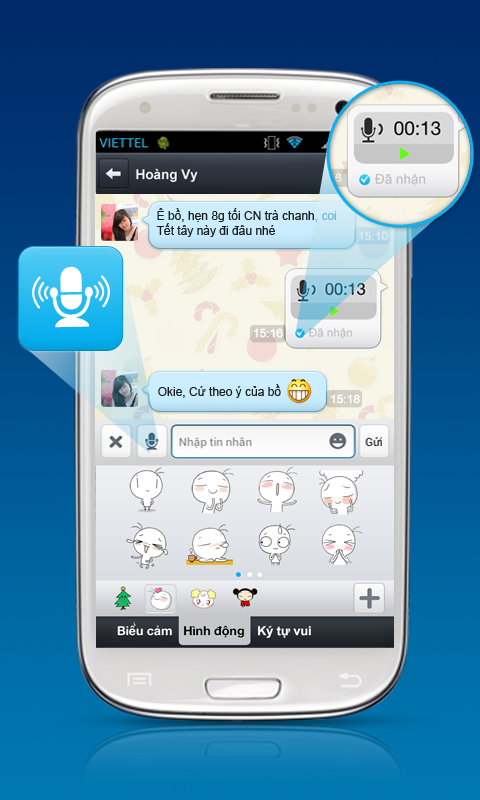 VIETTEL
Hoàng Vy
00:13
Đã nhận
Ê bồ, hẹn 8g tối CN trà chanh, coi
Tết tây này đi đâu nhé
15:10
00:13
15:16
Đã nhận
Okie, Cứ theo ý của bồ
15:18
Nhập tin nhắn
Gửi
Biểu cảm
Hình động
Ký tự vui